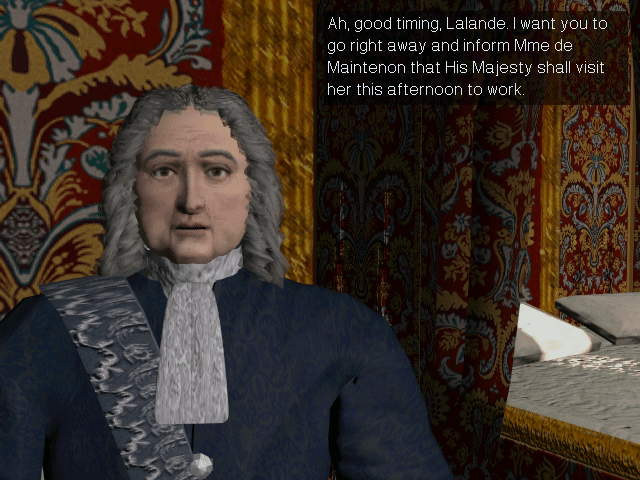 Ah, good timing, Lalande. I want you to
go right away and inform Mme de
Maintenon that His Majesty shall visit
her this afternoon to work.